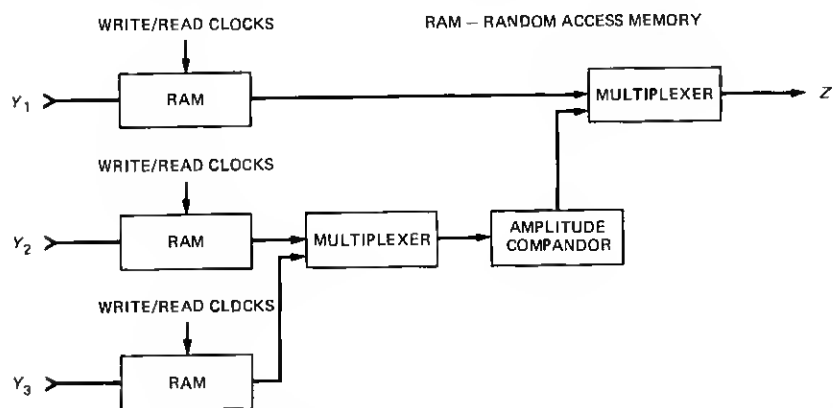 WRITE/READ CLOCKS
RAM — RANDOM ACCESS MEMORY
Y1
RAM
MULTIPLEXER
Z
WRITE/READ CLOCKS
Y2
RAM
MULTIPLEXER
AMPLITUDE
COMPANDOR
WRITE/READ CLOCKS
Y3
RAM